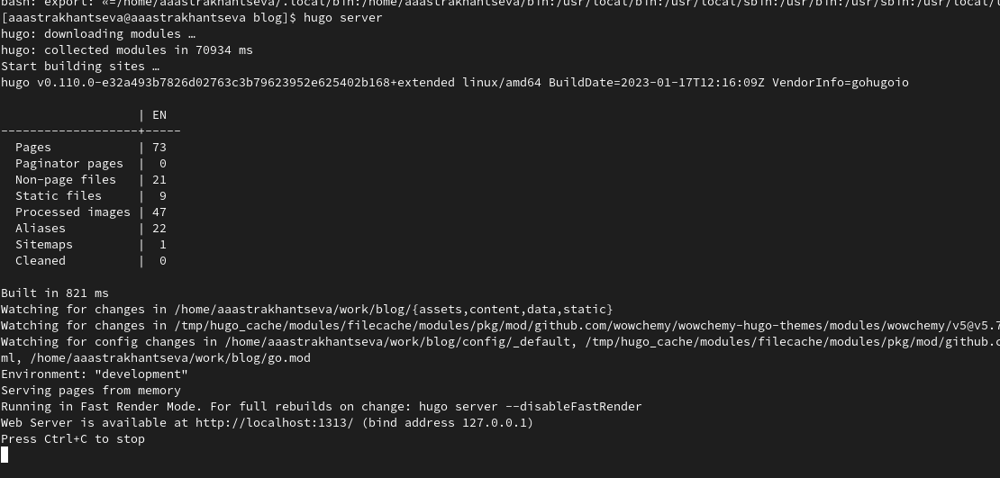 bash: export: «=/home/aaastrakhantseva/.local/bin:/home/aaastrakhantseva/bin:/usr/local/bin:/usr/local/sbin:/usr/bin:/usr/sbin:/usr/local/
[aaastrakhantseva@aaastrakhantseva blog]$ hugo server
hugo: downloading modules …
hugo: collected modules in 70934 ms
Start building sites …
hugo v0.110.0-e32a493b7826d02763c3b79623952e625402b168+extended linux/amd64 BuildDate=2023-01-17T12:16:09Z VendorInfo=gohugoio
                   | EN
-------------------+-----
  Pages            | 73
  Paginator pages  |  0
  Non-page files   | 21
  Static files     |  9
  Processed images | 47
  Aliases          | 22
  Sitemaps         |  1
  Cleaned          |  0
Built in 821 ms
Watching for changes in /home/aaastrakhantseva/work/blog/{assets,content,data,static}
Watching for changes in /tmp/hugo_cache/modules/filecache/modules/pkg/mod/github.com/wowchemy/wowchemy-hugo-themes/modules/wowchemy/v5@v5.7
Watching for config changes in /home/aaastrakhantseva/work/blog/config/_default, /tmp/hugo_cache/modules/filecache/modules/pkg/mod/github.c
ml, /home/aaastrakhantseva/work/blog/go.mod
Environment: "development"
Serving pages from memory
Running in Fast Render Mode. For full rebuilds on change: hugo server --disableFastRender
Web Server is available at http://localhost:1313/ (bind address 127.0.0.1)
Press Ctrl+C to stop